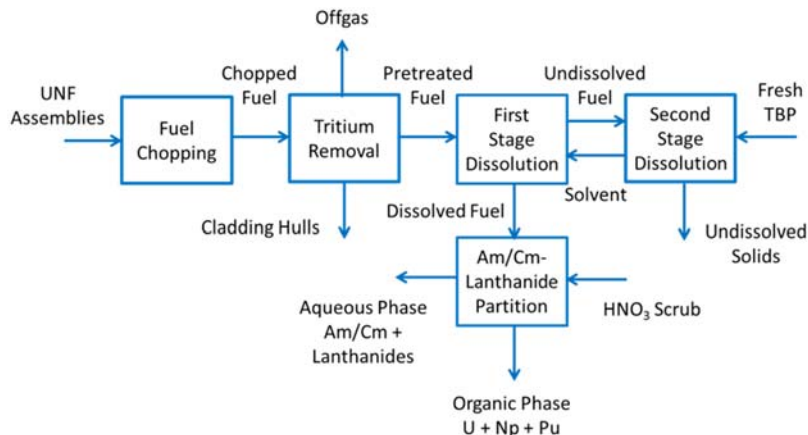 Offgas
UNF
Assemblies
Fuel
Chopping
Chopped
Fuel
Tritium
Removal
Cladding Hulls
Pretreated
Fuel
First
Stage
Dissolution
Undissolved
Fuel
Solvent
Second
Stage
Dissolution
Fresh
TBP
Undissolved
Solids
Dissolved Fuel
Am/Cm-
Lanthanide
Partition
HNO₃ Scrub
Aqueous Phase
Am/Cm +
Lanthanides
Organic Phase
U + Np + Pu